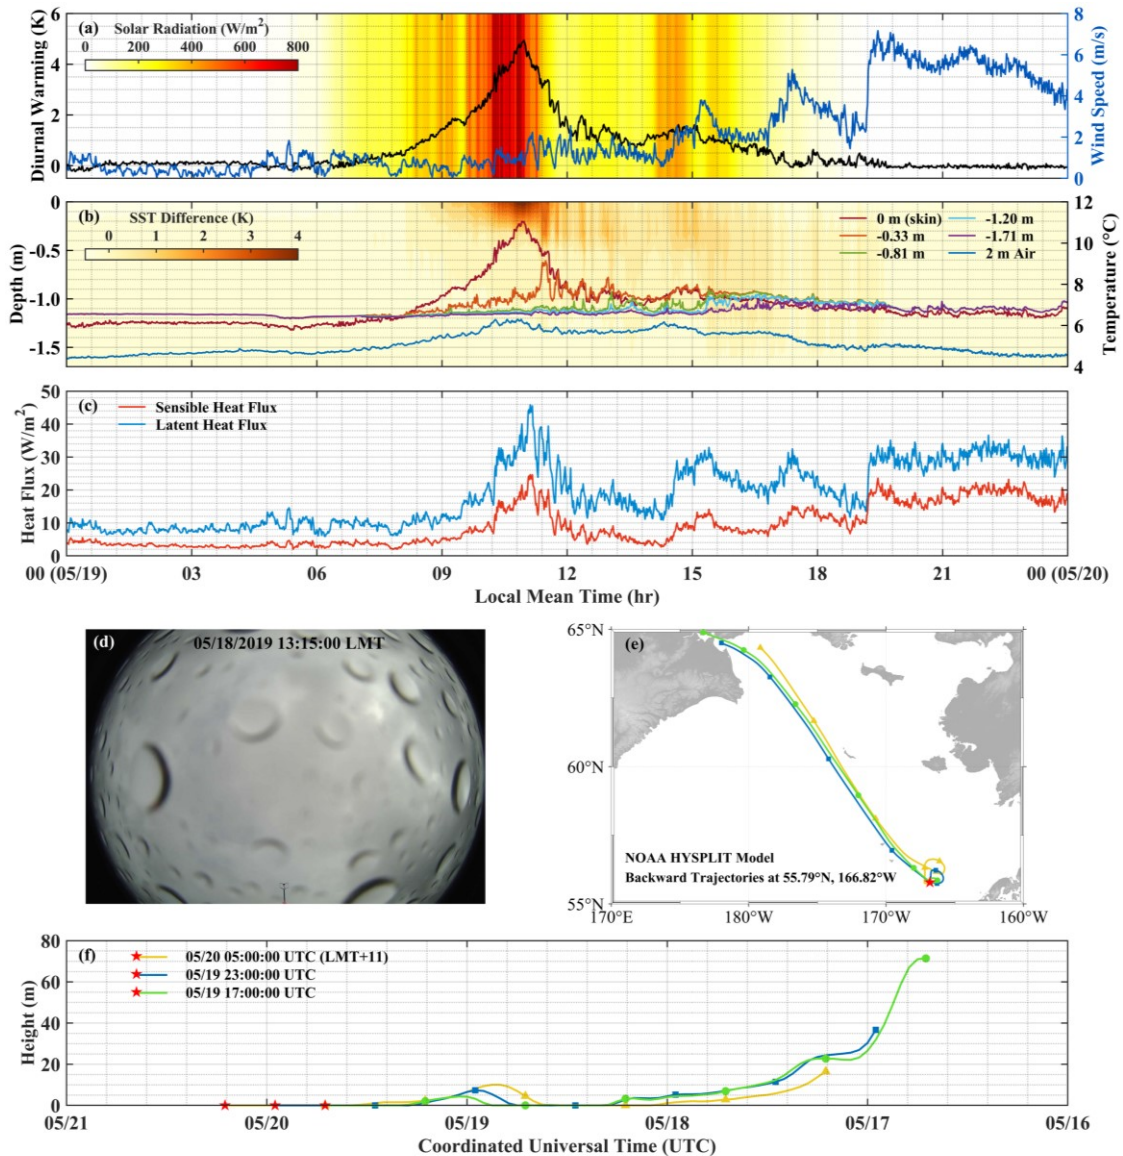 (a)
Solar Radiation (W/m²)
0 200 400 600 800
6
4
2
0
Diurnal Warming (K)
8
6
4
2
0
Wind Speed (m/s)
(b)
SST Difference (K)
0 1 2 3 4
0
-0.5
-1.0
-1.5
Depth (m)
0 m (skin)
-0.33 m
-0.81 m
-1.20 m
-1.71 m
2 m Air
12
10
8
6
4
Temperature (°C)
(c)
Sensible Heat Flux
Latent Heat Flux
50
40
30
20
10
0
Heat Flux (W/m²)
00 (05/19) 03 06 09 12 15 18 21 00 (05/20)
Local Mean Time (hr)
(d)
05/18/2019 13:15:00 LMT
(e)
65°N
60°N
55°N
NOAA HYSPLIT Model
Backward Trajectories at 55.79°N, 166.82°W
170°E 180°W 170°W 160°W
(f)
05/20 05:00:00 UTC (LMT+11)
05/19 23:00:00 UTC
05/19 17:00:00 UTC
80
60
40
20
0
Height (m)
05/21 05/20 05/19 05/18 05/17 05/16
Coordinated Universal Time (UTC)